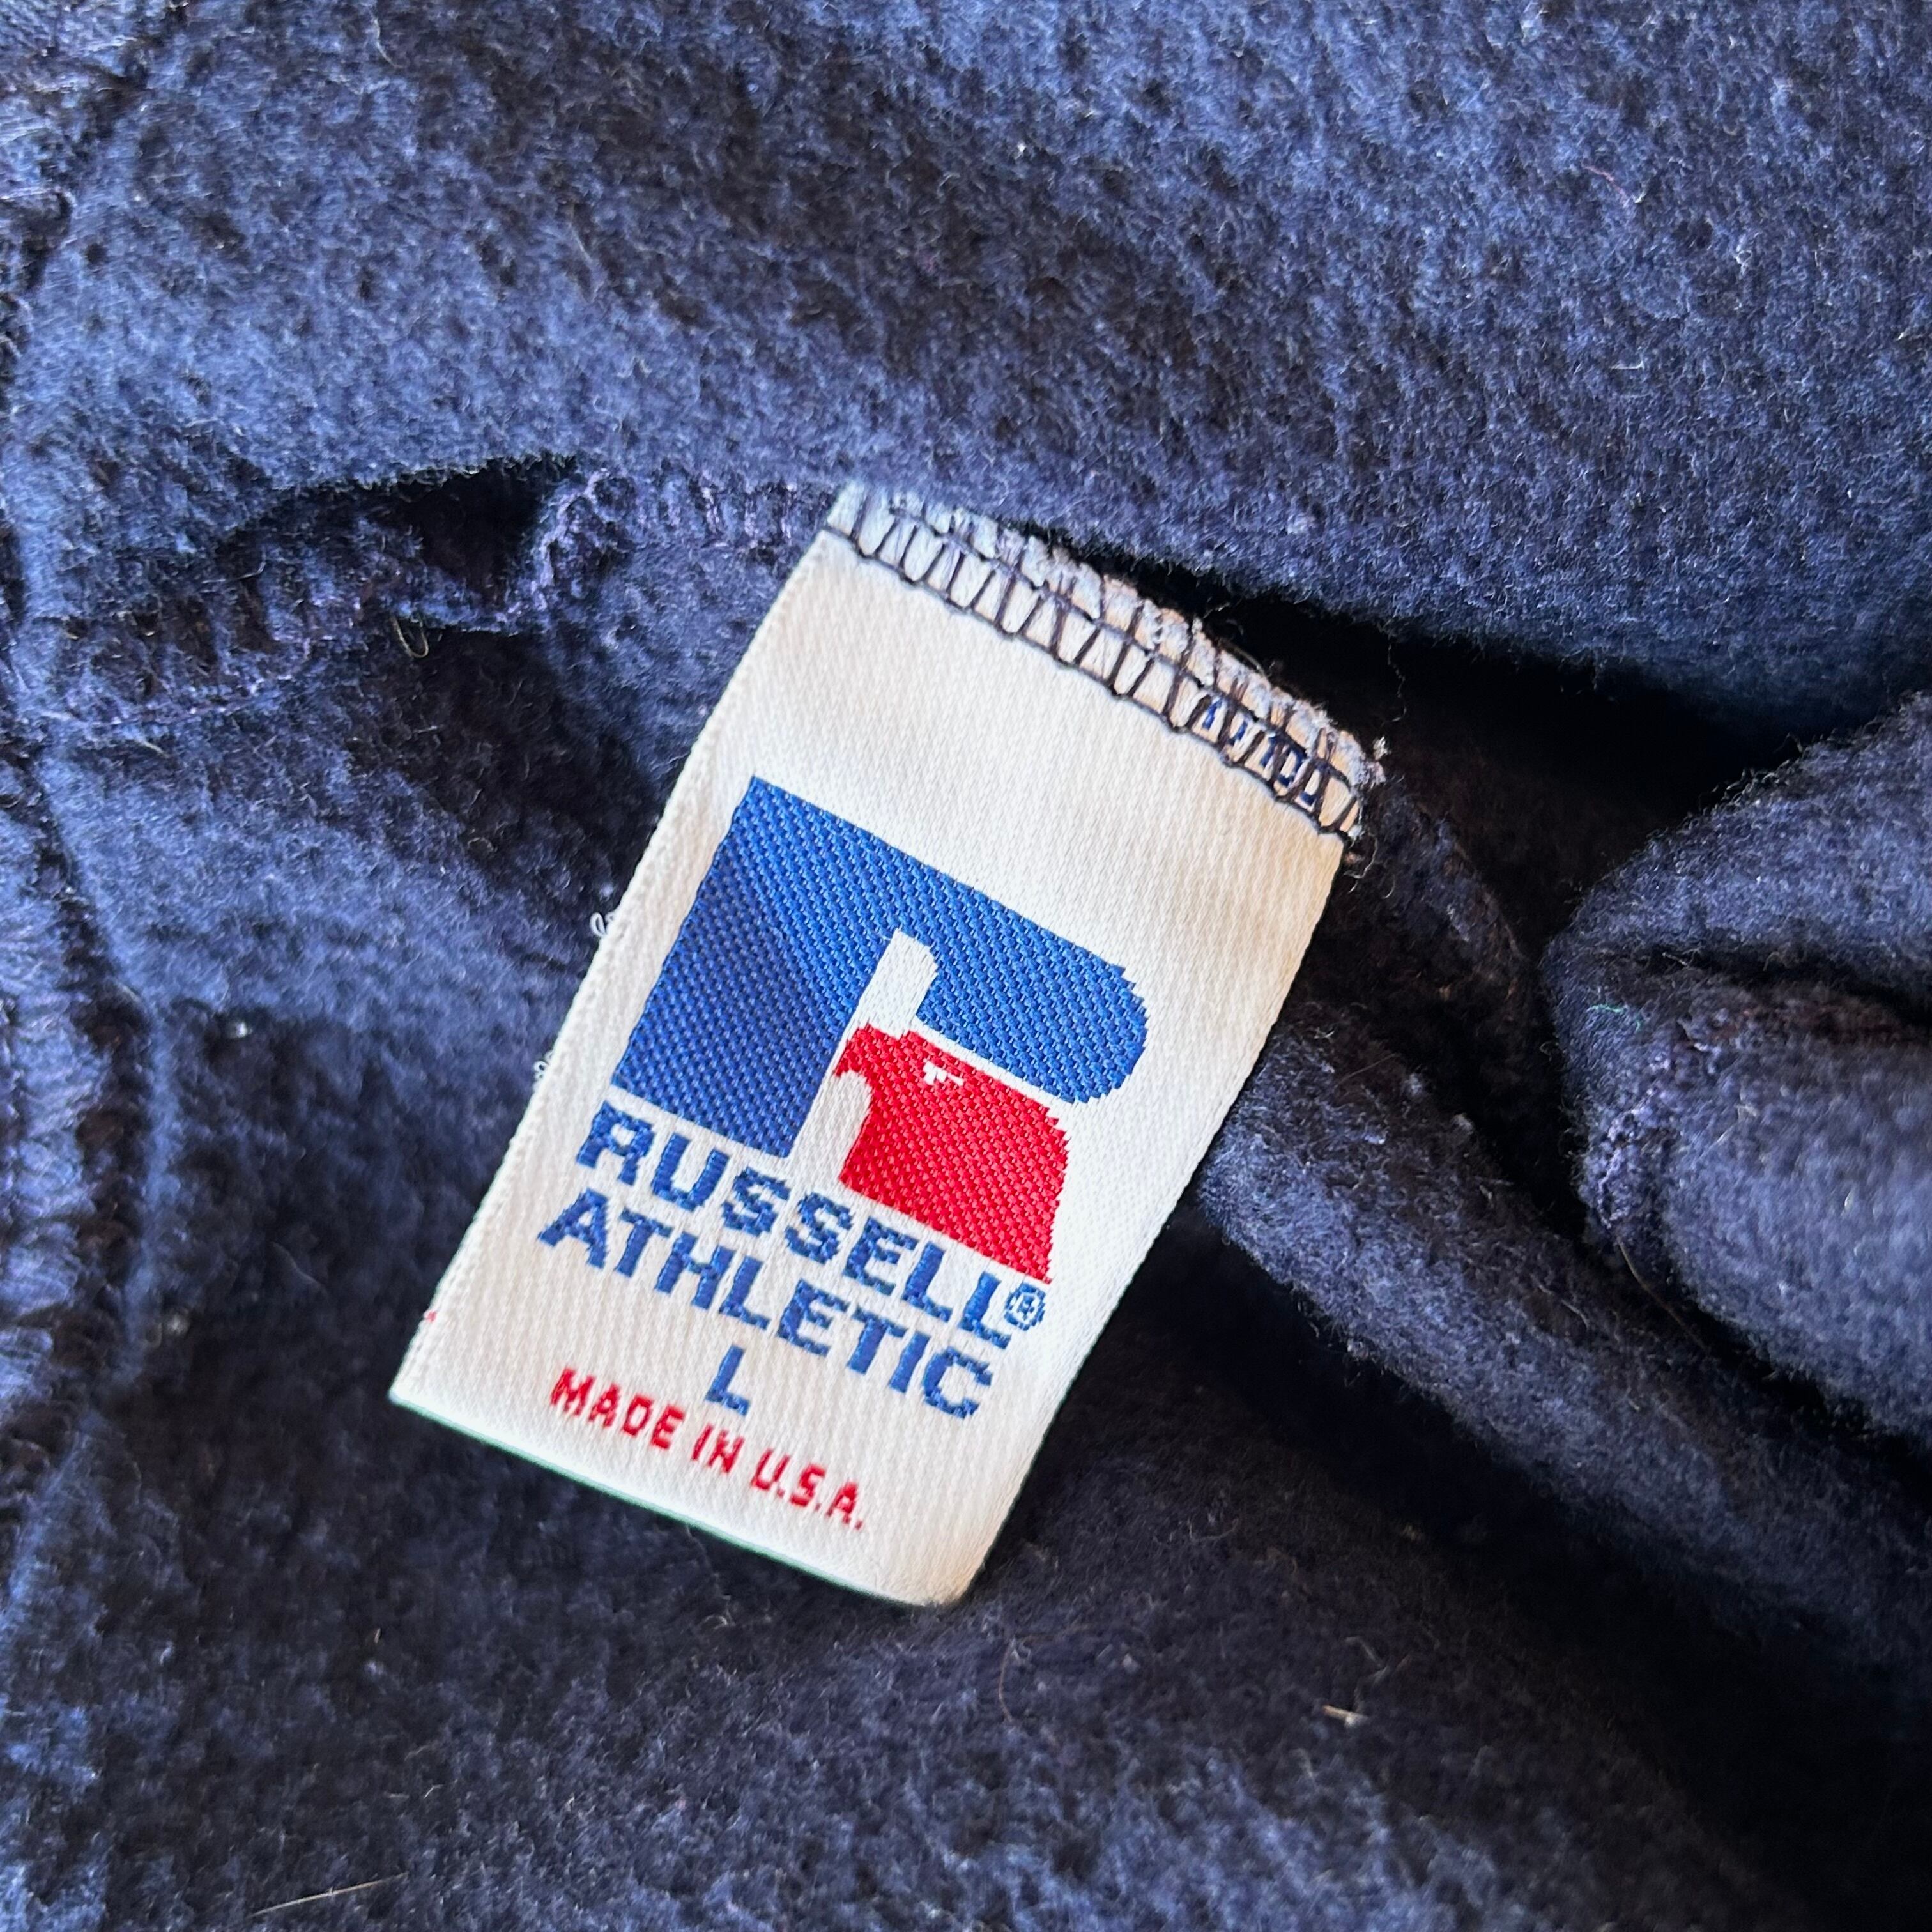 RUSSELL®
ATHLETIC
L
MADE IN U.S.A.